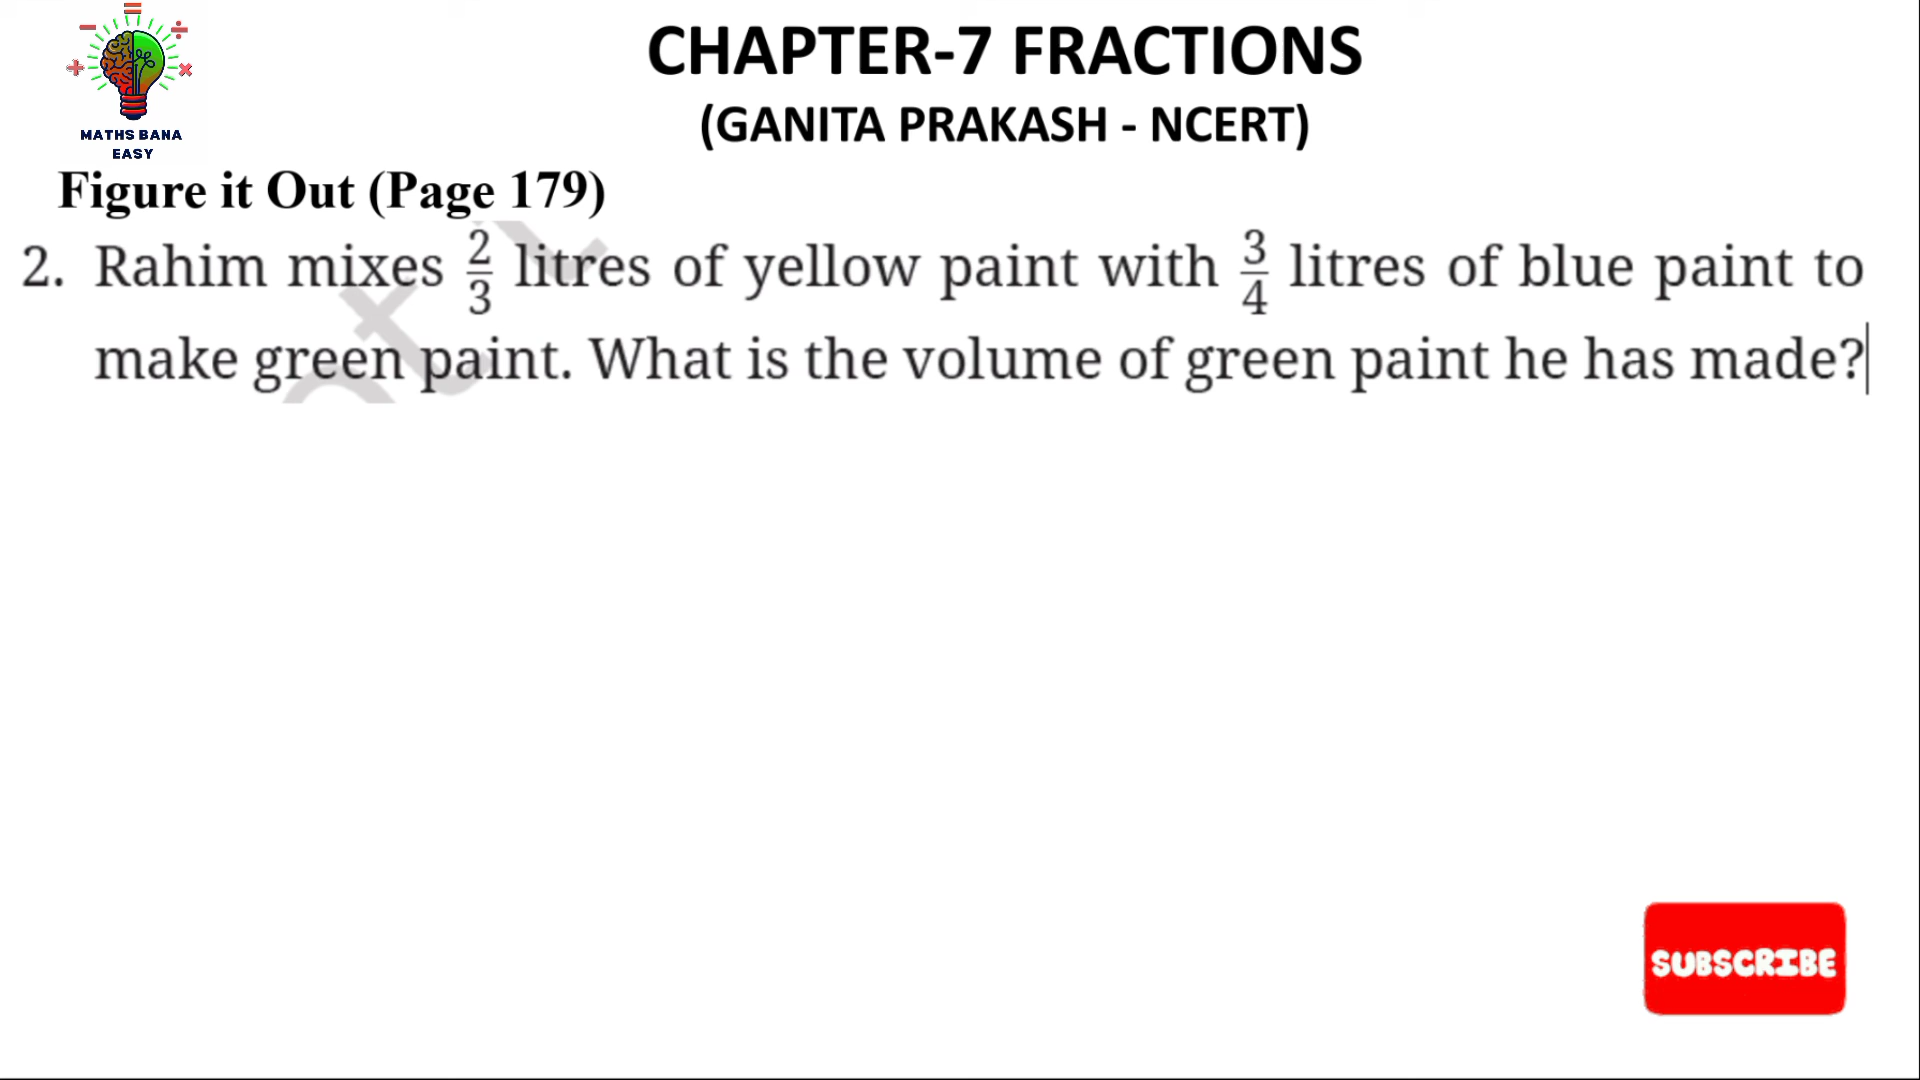 MATHS BANA
EASY
CHAPTER-7 FRACTIONS
(GANITA PRAKASH - NCERT)
Figure it Out (Page 179)
2. Rahim mixes 2/3 litres of yellow paint with 3/4 litres of blue paint to
make green paint. What is the volume of green paint he has made?
SUBSCRIBE